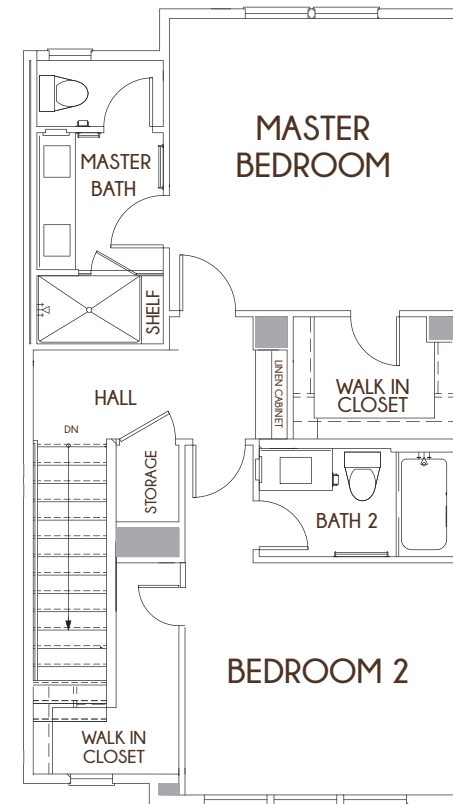 MASTER
BEDROOM
MASTER
BATH
SHELF
LINEN CABINET
WALK IN
CLOSET
HALL
DN
STORAGE
BATH 2
BEDROOM 2
WALK IN
CLOSET